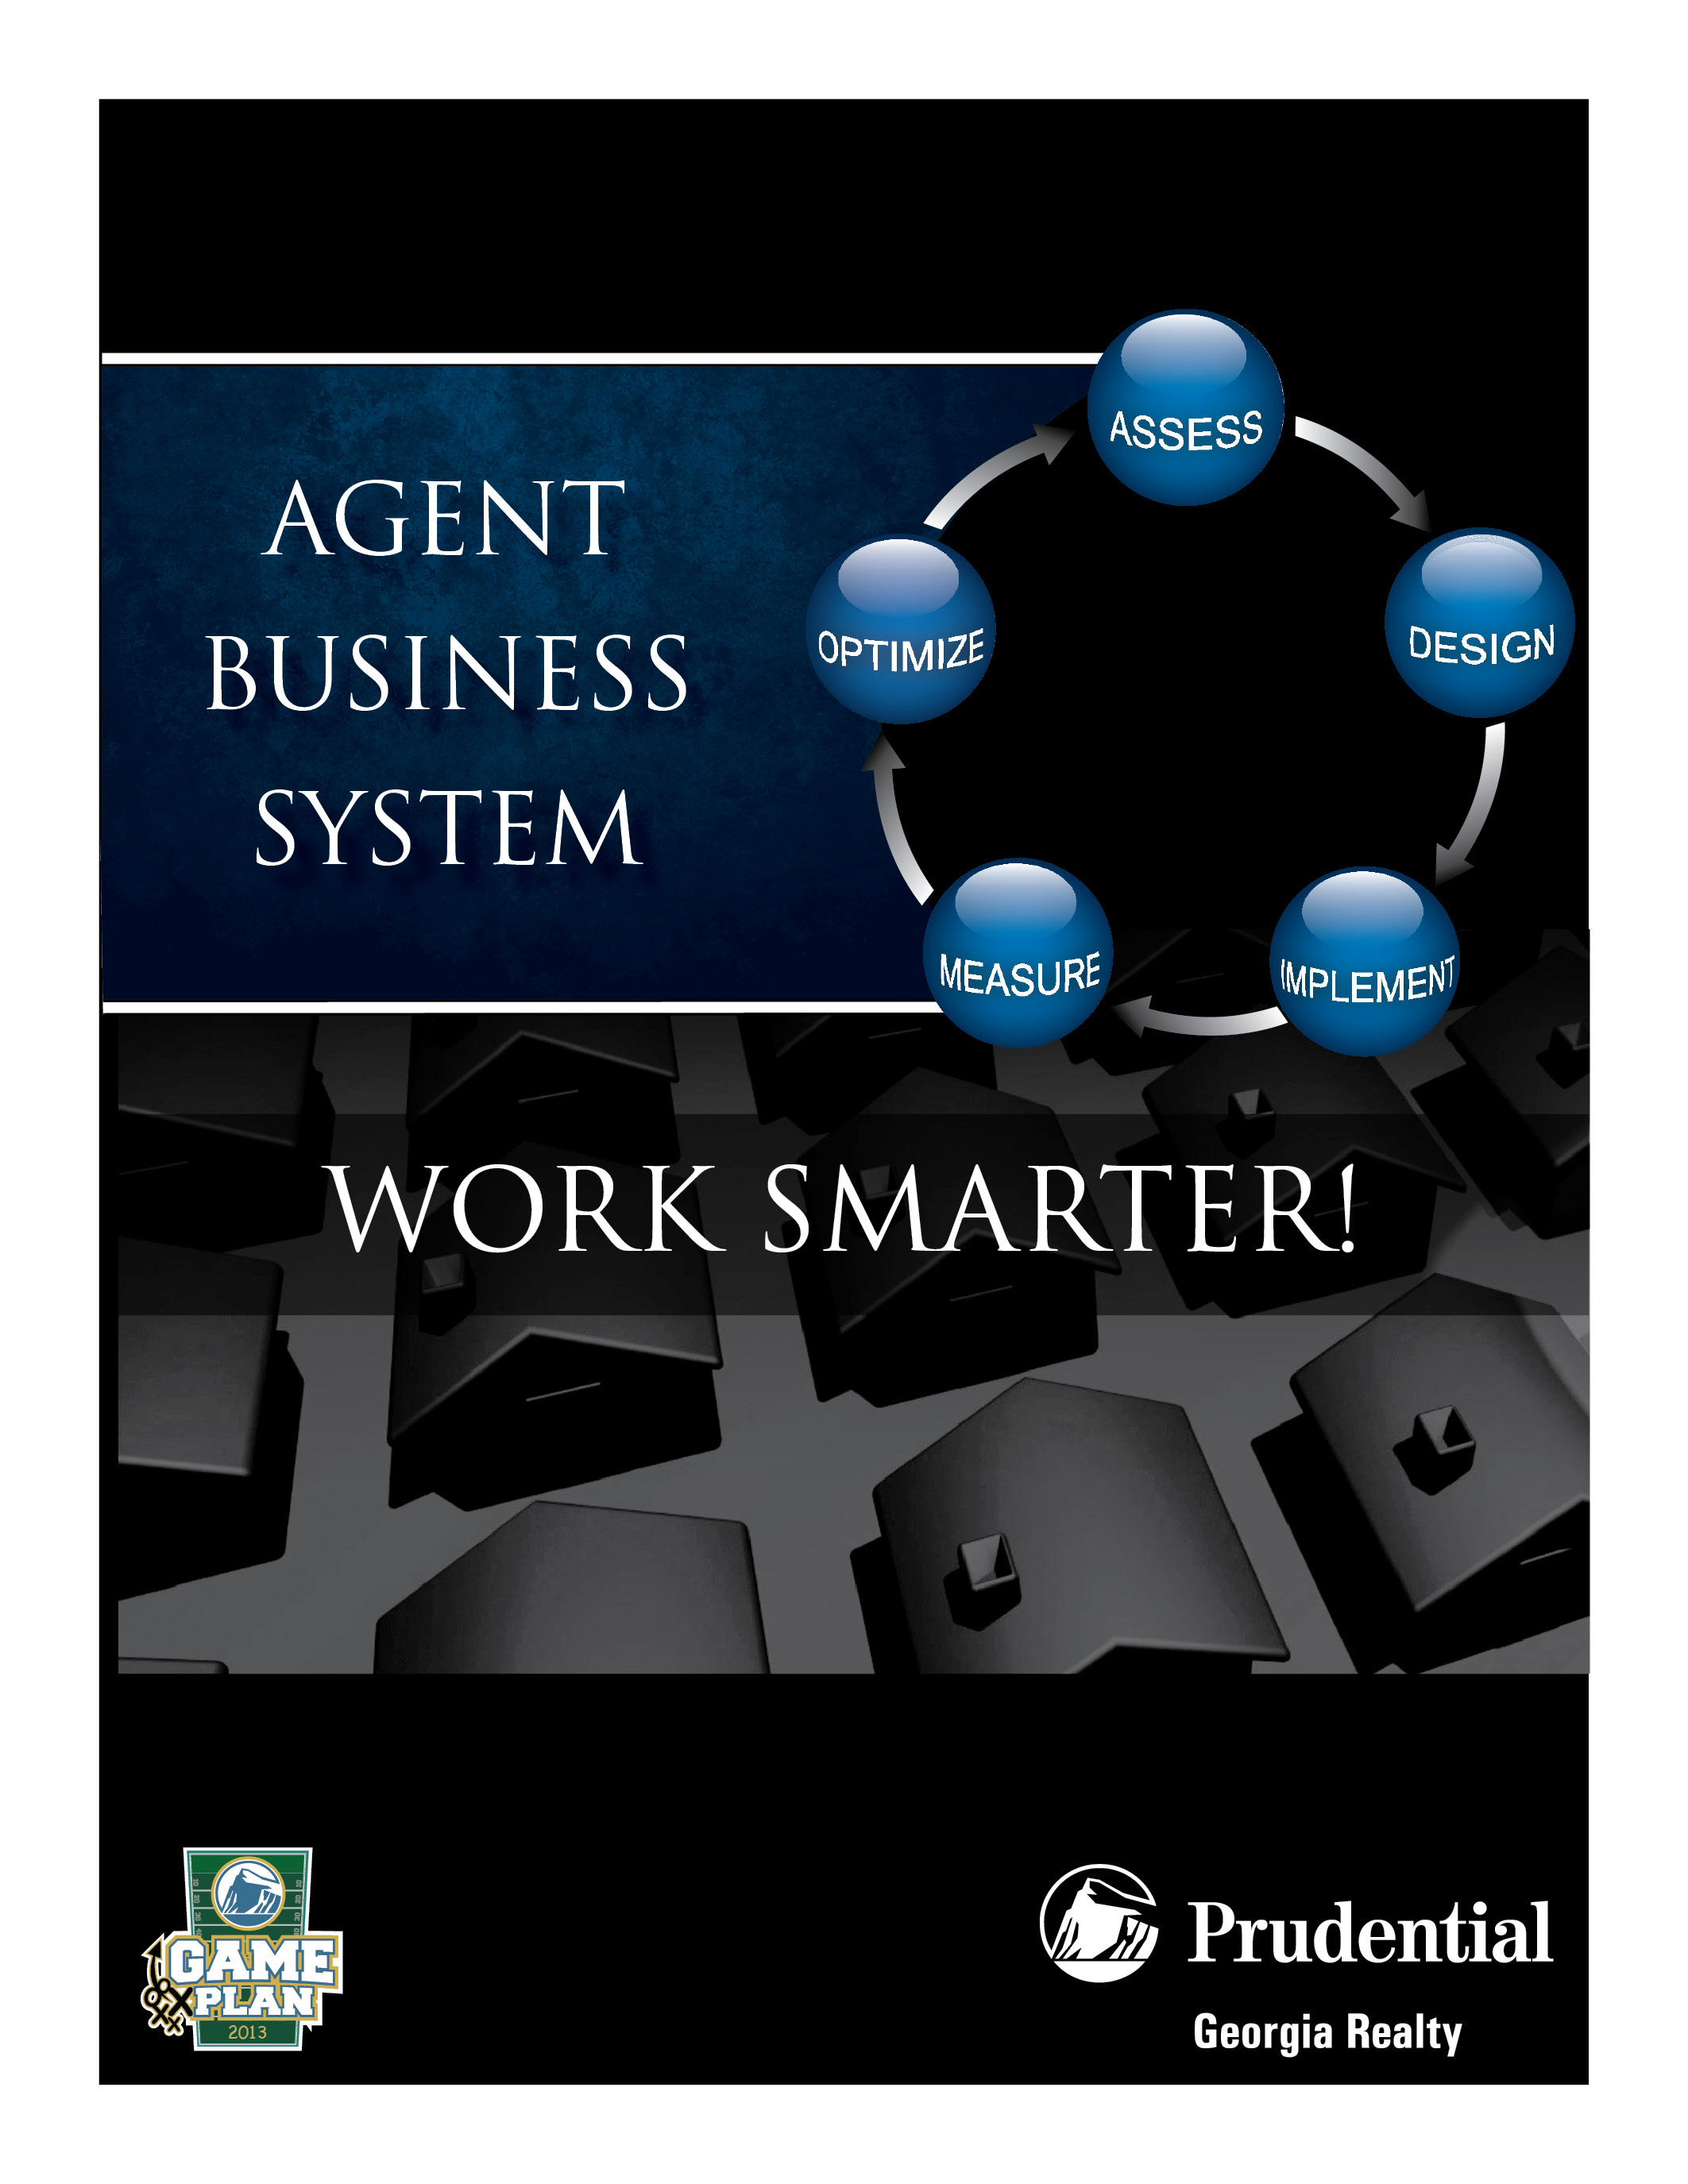 AGENT
BUSINESS
SYSTEM
ASSESS
DESIGN
IMPLEMENT
MEASURE
OPTIMIZE
WORK SMARTER!
GAME
PLAN
2013
Prudential
Georgia Realty